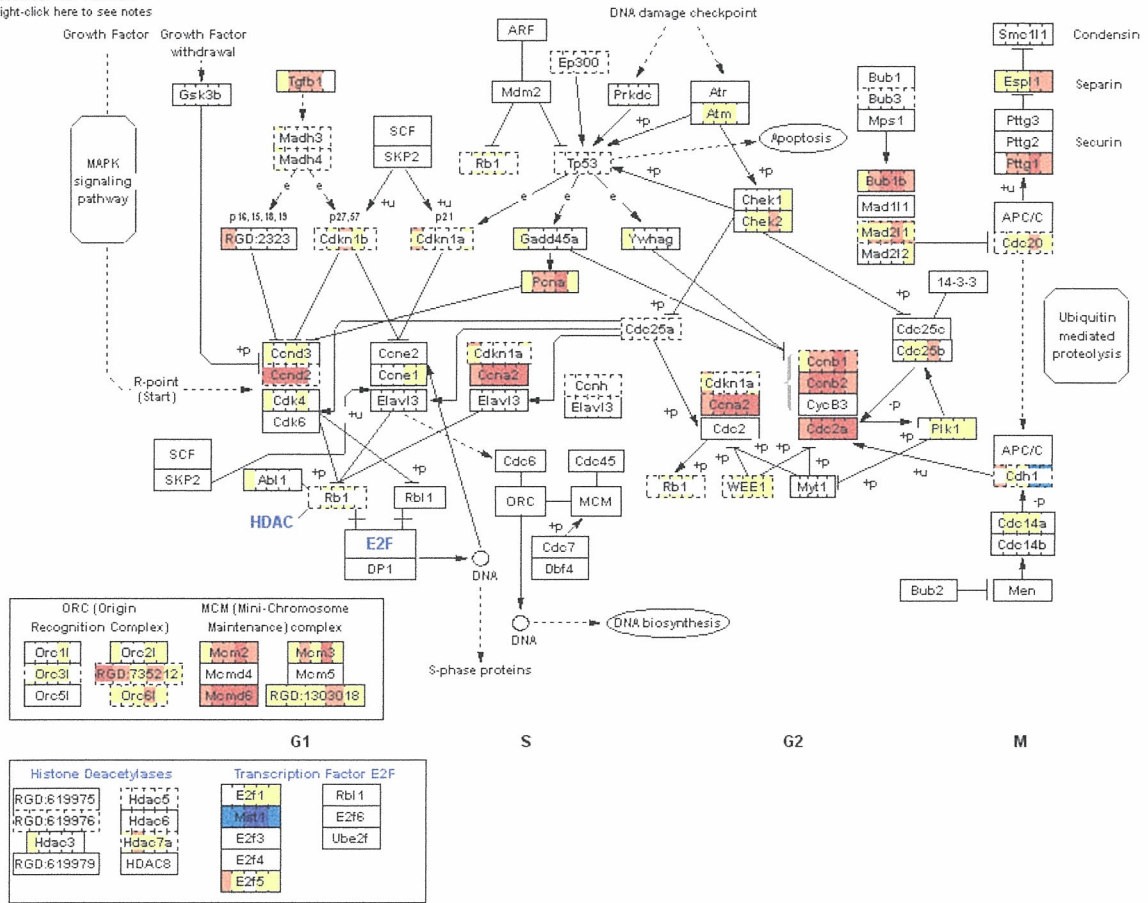 ight-click here to see notes
Growth Factor
Growth Factor
withdrawal
DNA damage checkpoint
ARF
Ep300
Smc1l1
Condensin
Gsk3b
Tgfb1
Mdm2
Prkdc
Atr
Atm
Bub1
Bub3
Mps1
Espl1
Separin
+p
Apoptosis
MAPK
signaling
pathway
Madh3
Madh4
SCF
SKP2
Rb1
Tp53
Pttg3
Pttg2
Pttg1
Securin
+p
+p
e
e
+u
+u
e
e
e
Chek1
Chek2
Bub1b
Mad1l1
Mad2l1
Mad2l2
+u
APC/C
Cdc20
p16,15,18,19
p27,57
p21
RGD:2323
Cdkn1b
Cdkn1a
Gadd45a
Ywhag
Pcna
+p
+p
14-3-3
Cdc25a
Cdc25c
Cdc25b
Ubiquitin
mediated
proteolysis
+p
Ccnd3
Ccnd2
Cdk4
Cdk6
Ccne2
Ccne1
Elavl3
Cdkn1a
Ccna2
Elavl3
Ccnh
Elavl3
Cdkn1a
Ccna2
Cdc2
Ccnb1
Ccnb2
CycB3
Cdc2a
R-point
(Start)
+u
+p
-p
Plk1
SCF
SKP2
Abl1
+p
+p
Rb1
Rbl1
HDAC
Cdc6
Cdc45
ORC
MCM
+p
+p
+p
+p
+p
+p
-p
+u
Rb1
WEE1
Myt1
APC/C
Cdh1
-p
E2F
DP1
DNA
+p
Cdc7
Dbf4
Cdc14a
Cdc14b
Bub2
Men
DNA
DNA biosynthesis
S-phase proteins
ORC (Origin
Recognition Complex)
MCM (Mini-Chromosome
Maintenance) complex
Orc1l
Orc2l
Mcm2
Mcm3
Orc3l
RGD:735212
Mcmd4
Mcm5
Orc5l
Orc6l
Mcmd6
RGD:1303018
G1
S
G2
M
Histone Deacetylases
Transcription Factor E2F
RGD:619975
Hdac5
E2f1
Rbl1
RGD:619976
Hdac6
Mst1
E2f6
Hdac3
Hdac7a
E2f3
Ube2f
RGD:619979
HDAC8
E2f4
E2f5